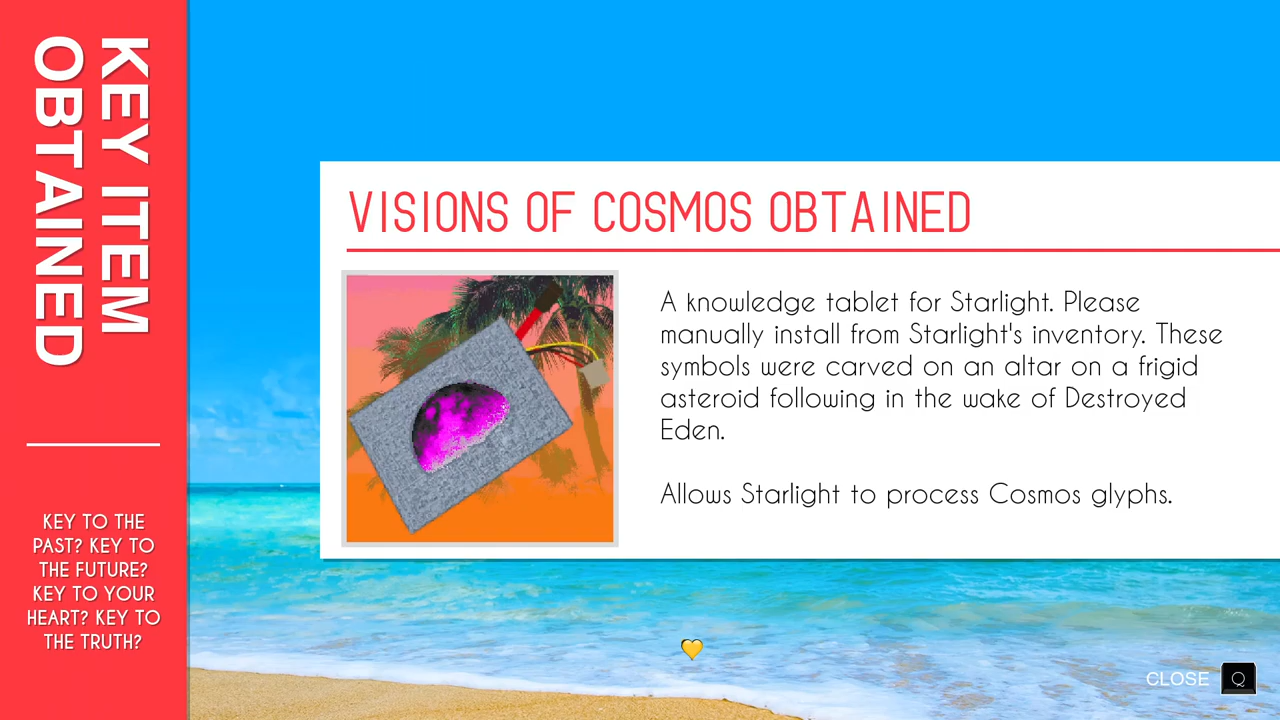 KEY ITEM
OBTAINED
KEY TO THE
PAST? KEY TO
THE FUTURE?
KEY TO YOUR
HEART? KEY TO
THE TRUTH?
VISIONS OF COSMOS OBTAINED
A knowledge tablet for Starlight. Please
manually install from Starlight's inventory. These
symbols were carved on an altar on a frigid
asteroid following in the wake of Destroyed
Eden.
Allows Starlight to process Cosmos glyphs.
CLOSE Q